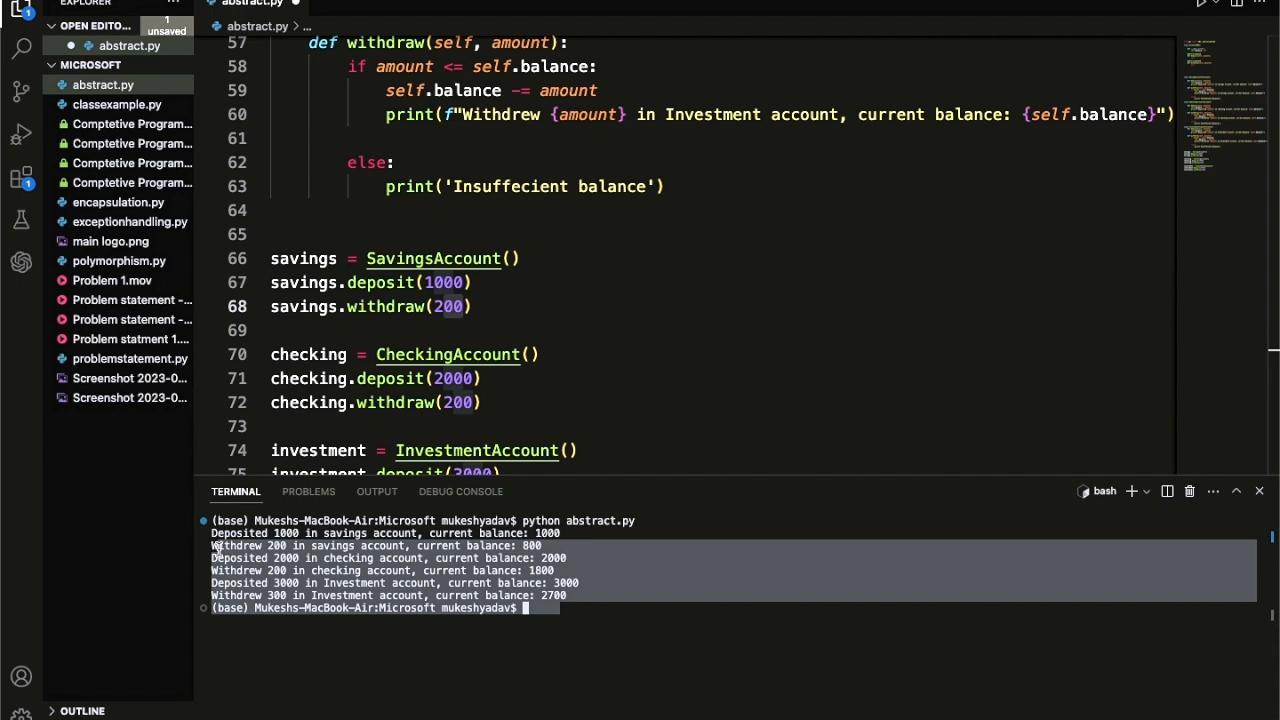 EXPLORER
abstract.py
OPEN EDITO...
1 unsaved
abstract.py
MICROSOFT
abstract.py
classexample.py
Comptetive Program...
Comptetive Program...
Comptetive Program...
Comptetive Program...
encapsulation.py
exceptionhandling.py
main logo.png
polymorphism.py
Problem 1.mov
Problem statement -...
Problem statement -...
Problem statment 1....
problemstatement.py
Screenshot 2023-0...
Screenshot 2023-0...
OUTLINE
1
1
abstract.py > ...
57 def withdraw(self, amount):
58 if amount <= self.balance:
59 self.balance -= amount
60 print(f"Withdrew {amount} in Investment account, current balance: {self.balance}")
61
62 else:
63 print('Insuffecient balance')
64
65
66 savings = SavingsAccount()
67 savings.deposit(1000)
68 savings.withdraw(200)
69
70 checking = CheckingAccount()
71 checking.deposit(2000)
72 checking.withdraw(200)
73
74 investment = InvestmentAccount()
75 investment.deposit(3000)
TERMINAL PROBLEMS OUTPUT DEBUG CONSOLE
bash
(base) Mukeshs-MacBook-Air:Microsoft mukeshyadav$ python abstract.py
Deposited 1000 in savings account, current balance: 1000
Withdrew 200 in savings account, current balance: 800
Deposited 2000 in checking account, current balance: 2000
Withdrew 200 in checking account, current balance: 1800
Deposited 3000 in Investment account, current balance: 3000
Withdrew 300 in Investment account, current balance: 2700
(base) Mukeshs-MacBook-Air:Microsoft mukeshyadav$